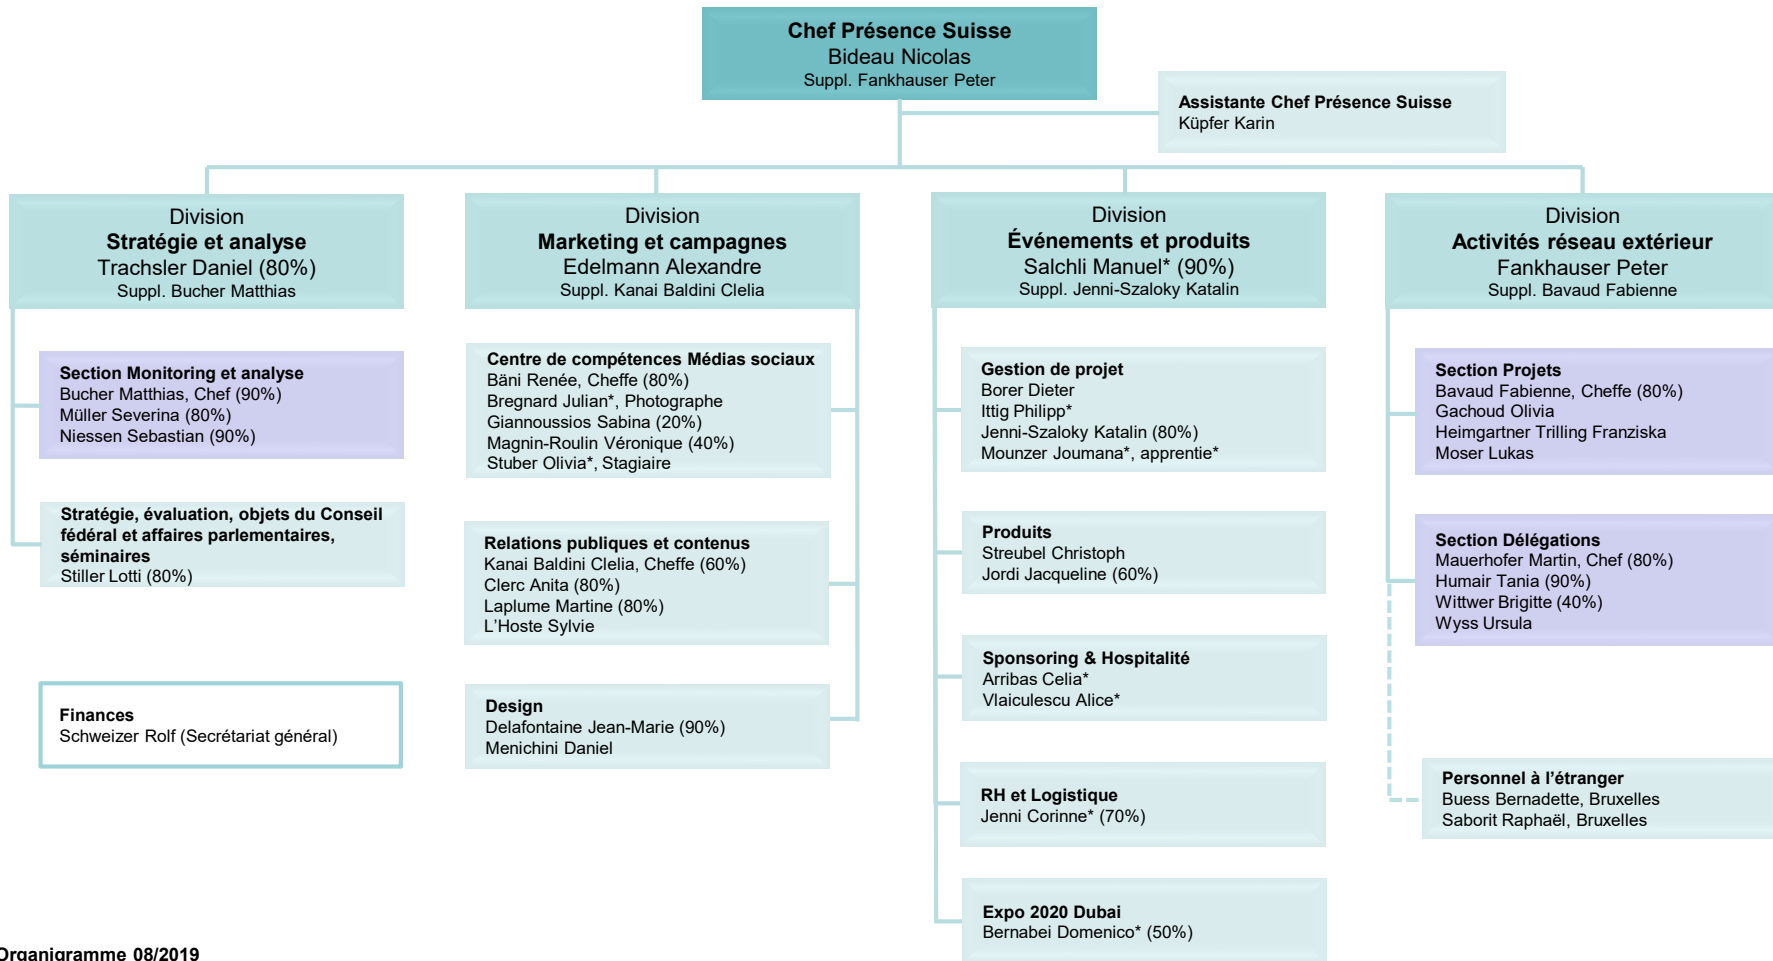 Chef Présence Suisse
Bideau Nicolas
Suppl. Fankhauser Peter
Assistante Chef Présence Suisse
Küpfer Karin
Division
Stratégie et analyse
Trachsler Daniel (80%)
Suppl. Bucher Matthias
Section Monitoring et analyse
Bucher Matthias, Chef (90%)
Müller Severina (80%)
Niessen Sebastian (90%)
Stratégie, évaluation, objets du Conseil
fédéral et affaires parlementaires,
séminaires
Stiller Lotti (80%)
Finances
Schweizer Rolf (Secrétariat général)
Division
Marketing et campagnes
Edelmann Alexandre
Suppl. Kanai Baldini Clelia
Centre de compétences Médias sociaux
Bäni Renée, Cheffe (80%)
Bregnard Julian*, Photographe
Giannoussios Sabina (20%)
Magnin-Roulin Véronique (40%)
Stuber Olivia*, Stagiaire
Relations publiques et contenus
Kanai Baldini Clelia, Cheffe (60%)
Clerc Anita (80%)
Laplume Martine (80%)
L'Hoste Sylvie
Design
Delafontaine Jean-Marie (90%)
Menichini Daniel
Division
Événements et produits
Salchli Manuel* (90%)
Suppl. Jenni-Szaloky Katalin
Gestion de projet
Borer Dieter
Ittig Philipp*
Jenni-Szaloky Katalin (80%)
Mounzer Joumana*, apprentie*
Produits
Streubel Christoph
Jordi Jacqueline (60%)
Sponsoring & Hospitalité
Arribas Celia*
Vlaiculescu Alice*
RH et Logistique
Jenni Corinne* (70%)
Expo 2020 Dubai
Bernabei Domenico* (50%)
Division
Activités réseau extérieur
Fankhauser Peter
Suppl. Bavaud Fabienne
Section Projets
Bavaud Fabienne, Cheffe (80%)
Gachoud Olivia
Heimgartner Trilling Franziska
Moser Lukas
Section Délégations
Mauerhofer Martin, Chef (80%)
Humair Tania (90%)
Wittwer Brigitte (40%)
Wyss Ursula
Personnel à l'étranger
Buess Bernadette, Bruxelles
Saborit Raphaël, Bruxelles
Organigramme 08/2019